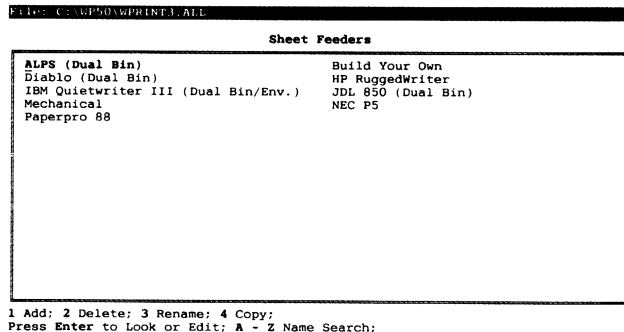 File: C:\WP50\WPRINT3.ALL
Sheet Feeders
ALPS (Dual Bin) Build Your Own
Diablo (Dual Bin) HP RuggedWriter
IBM Quietwriter III (Dual Bin/Env.) JDL 850 (Dual Bin)
Mechanical NEC P5
Paperpro 88
1 Add; 2 Delete; 3 Rename; 4 Copy;
Press Enter to Look or Edit; A - Z Name Search;